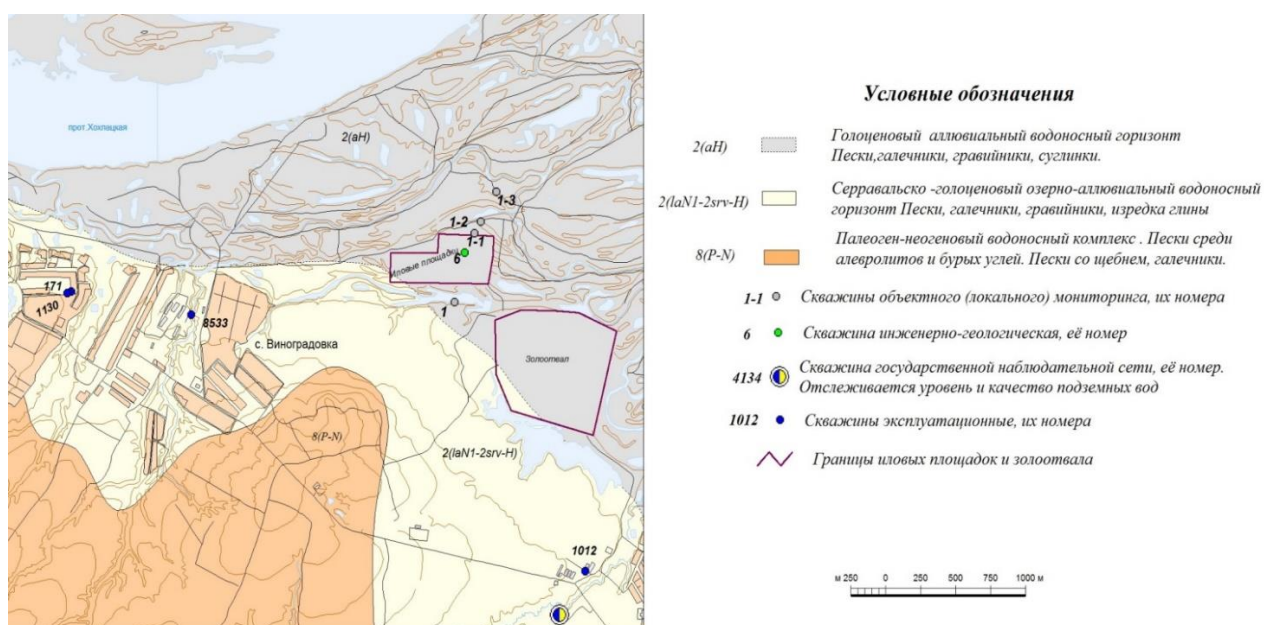 прот.Хохлацкая
2(аН)
1-3
1-2
1-1
Иловые площадки
6
1
171
1130
8533
с. Виноградовка
Золоотвал
8(P-N)
2(laN1-2srv-H)
1012
Условные обозначения
2(аН)
Голоценовый аллювиальный водоносный горизонт
Пески,галечники, гравийники, суглинки.
2(laN1-2srv-H)
Серравальско -голоценовый озерно-аллювиальный водоносный
горизонт Пески, галечники, гравийники, изредка глины
8(P-N)
Палеоген-неогеновый водоносный комплекс . Пески среди
алевролитов и бурых углей. Пески со щебнем, галечники.
1-1
Скважины объектного (локального) мониторинга, их номера
6
Скважина инженерно-геологическая, её номер
4134
Скважина государственной наблюдательной сети, её номер.
Отслеживается уровень и качество подземных вод
1012
Скважины эксплуатационные, их номера
Границы иловых площадок и золоотвала
м 250 0 250 500 750 1000 м